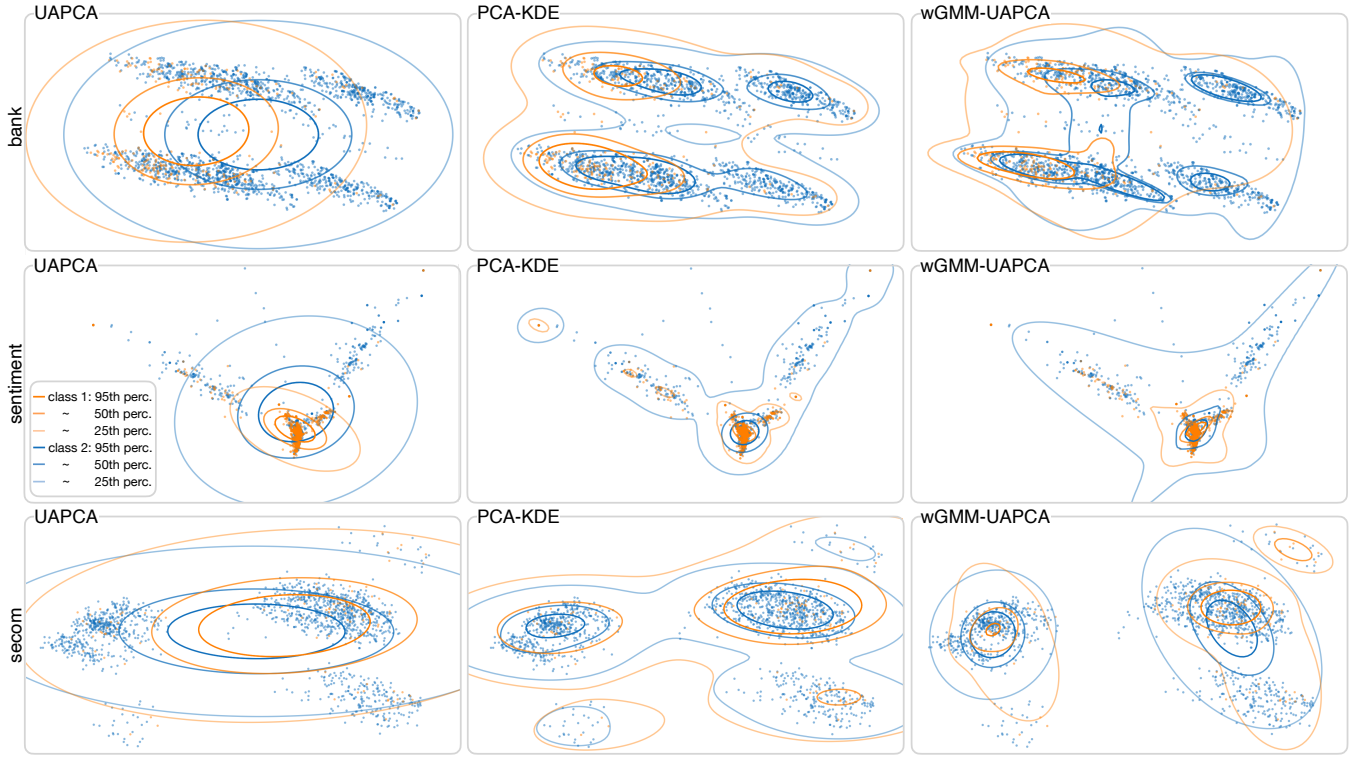 UAPCA
PCA-KDE
wGMM-UAPCA
bank
UAPCA
PCA-KDE
wGMM-UAPCA
sentiment
class 1: 95th perc.
~ 50th perc.
~ 25th perc.
class 2: 95th perc.
~ 50th perc.
~ 25th perc.
UAPCA
PCA-KDE
wGMM-UAPCA
secom